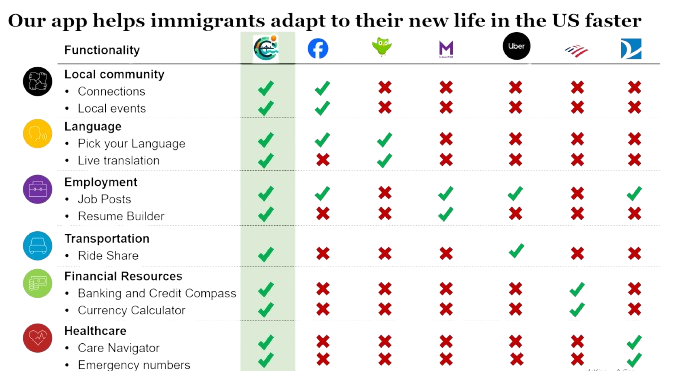 Our app helps immigrants adapt to their new life in the US faster
Functionality
Uber
Local community
• Connections
• Local events
Language
• Pick your Language
• Live translation
Employment
• Job Posts
• Resume Builder
Transportation
• Ride Share
Financial Resources
• Banking and Credit Compass
• Currency Calculator
Healthcare
• Care Navigator
• Emergency numbers